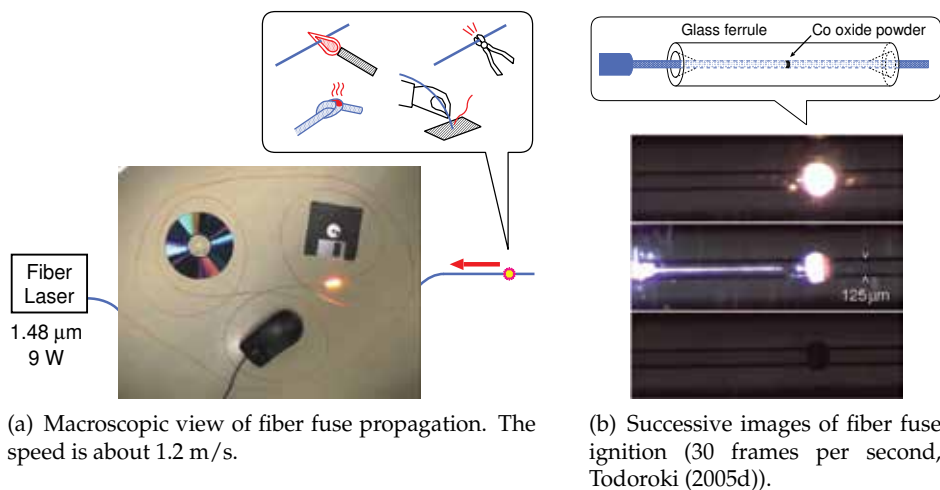 Glass ferrule
Co oxide powder
Fiber
Laser
1.48 μm
9 W
125μm
(a) Macroscopic view of fiber fuse propagation. The
speed is about 1.2 m/s.
(b) Successive images of fiber fuse
ignition (30 frames per second,
Todoroki (2005d)).